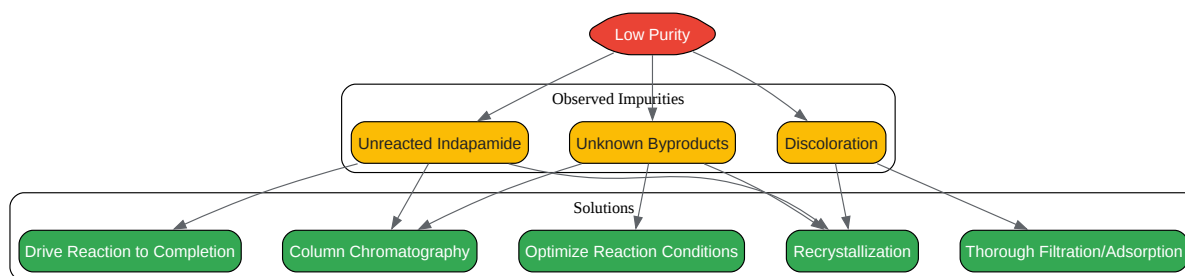 Low Purity
Observed Impurities
Unreacted Indapamide
Unknown Byproducts
Discoloration
Solutions
Drive Reaction to Completion
Column Chromatography
Optimize Reaction Conditions
Recrystallization
Thorough Filtration/Adsorption